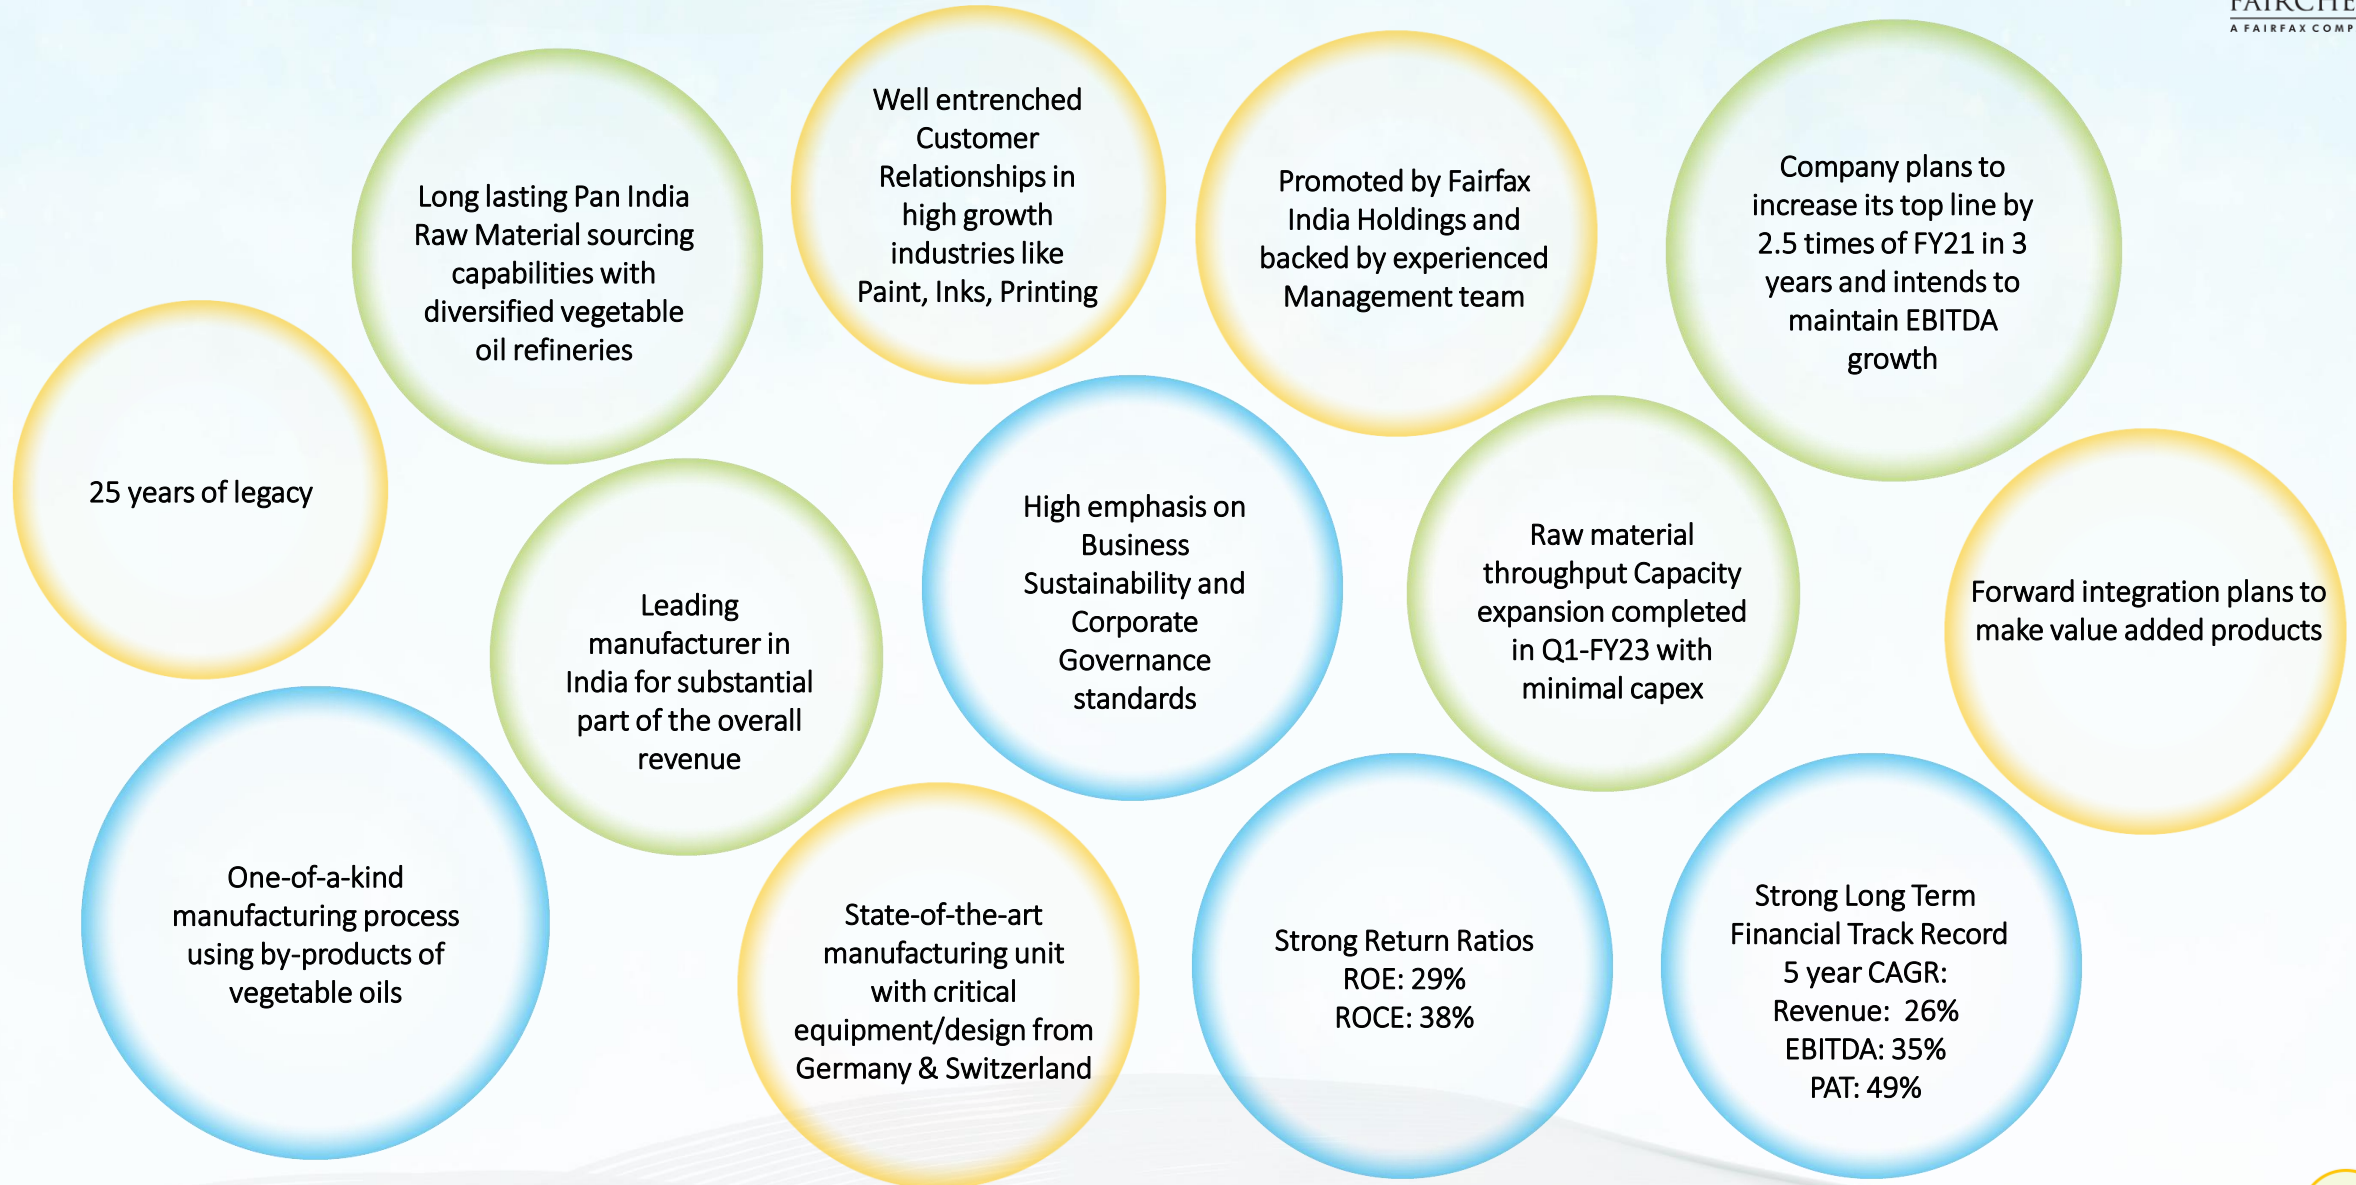 A FAIRFAX COMP
Long lasting Pan India
Raw Material sourcing
capabilities with
diversified vegetable
oil refineries
Well entrenched
Customer
Relationships in
high growth
industries like
Paint, Inks, Printing
Promoted by Fairfax
India Holdings and
backed by experienced
Management team
Company plans to
increase its top line by
2.5 times of FY21 in 3
years and intends to
maintain EBITDA
growth
25 years of legacy
Leading
manufacturer in
India for substantial
part of the overall
revenue
High emphasis on
Business
Sustainability and
Corporate
Governance
standards
Raw material
throughput Capacity
expansion completed
in Q1-FY23 with
minimal capex
Forward integration plans to
make value added products
One-of-a-kind
manufacturing process
using by-products of
vegetable oils
State-of-the-art
manufacturing unit
with critical
equipment/design from
Germany & Switzerland
Strong Return Ratios
ROE: 29%
ROCE: 38%
Strong Long Term
Financial Track Record
5 year CAGR:
Revenue: 26%
EBITDA: 35%
PAT: 49%